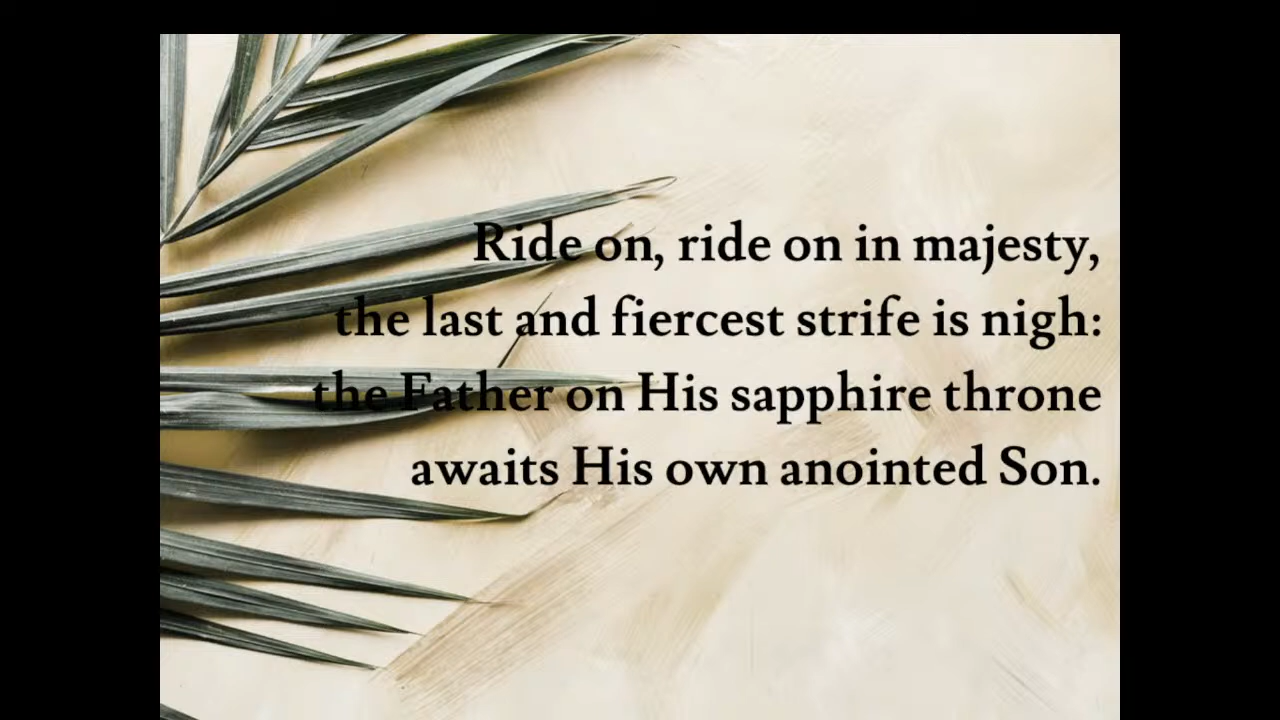 Ride on, ride on in majesty,
the last and fiercest strife is nigh:
the Father on His sapphire throne
awaits His own anointed Son.